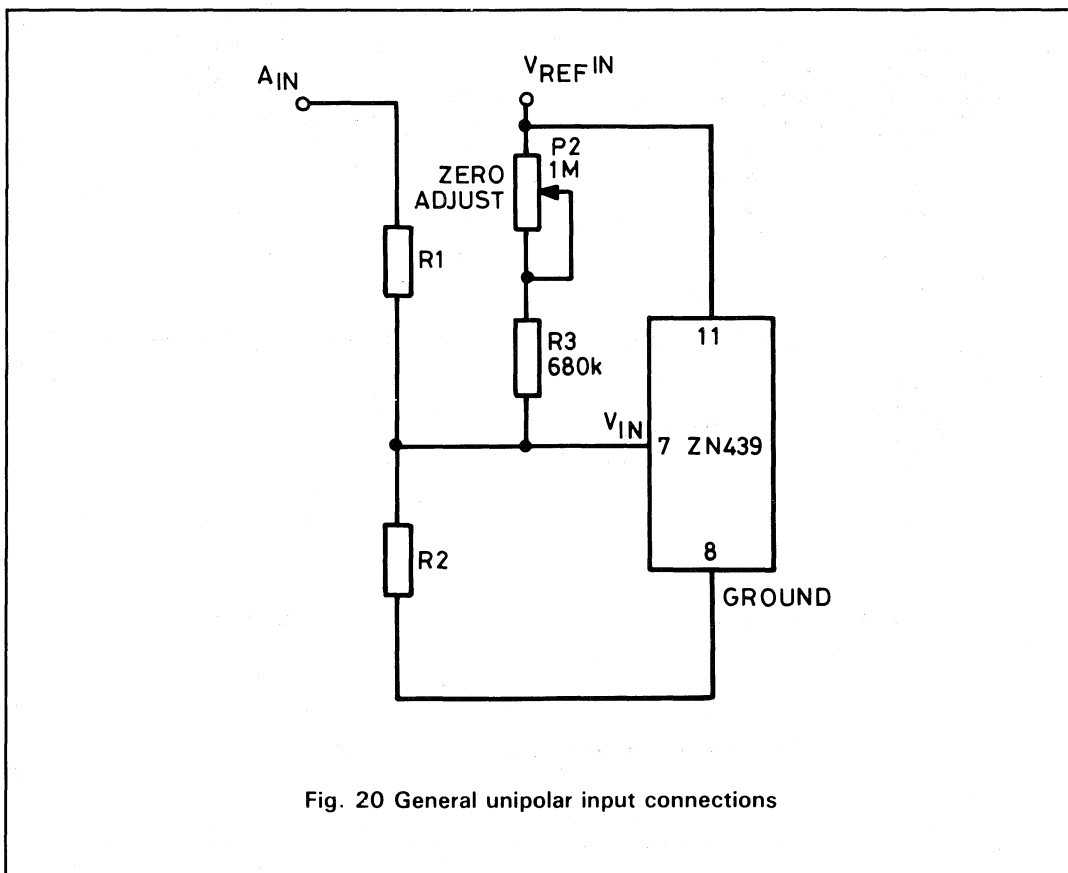 A IN
V REF IN
P2
1M
ZERO
ADJUST
R1
11
R3
680k
V IN
7 ZN439
R2
8
GROUND
Fig. 20 General unipolar input connections